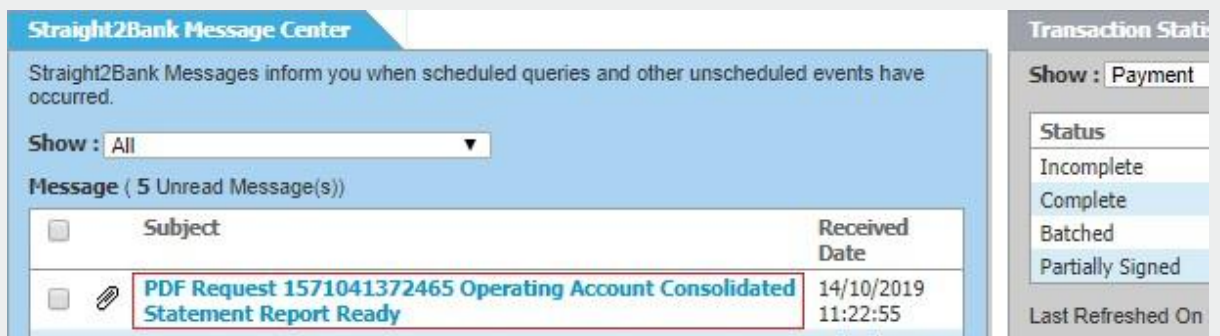 Straight2Bank Message Center
Straight2Bank Messages inform you when scheduled queries and other unscheduled events have
occurred.
Show : All
Message ( 5 Unread Message(s))
Subject
Received
Date
PDF Request 1571041372465 Operating Account Consolidated
Statement Report Ready
14/10/2019
11:22:55
Transaction
Show : Payment
Status
Incomplete
Complete
Batched
Partially Signed
Last Refreshed On